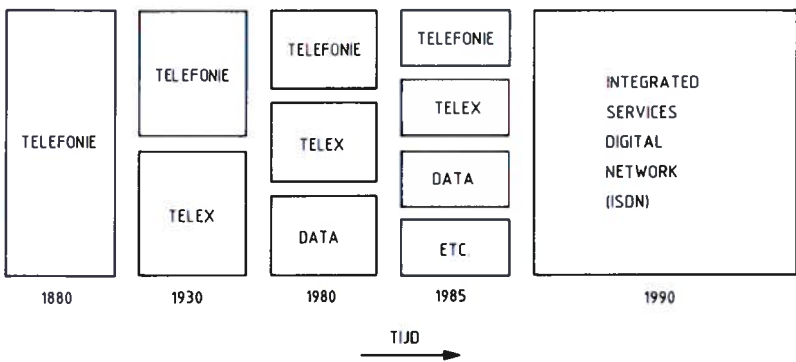 TELEFONIE
1880
TELEFONIE
TELEX
1930
TELEFONIE
TELEX
DATA
1980
TELEFONIE
TELEX
DATA
ETC.
1985
INTEGRATED
SERVICES
DIGITAL
NETWORK
(ISDN)
1990
TIJD